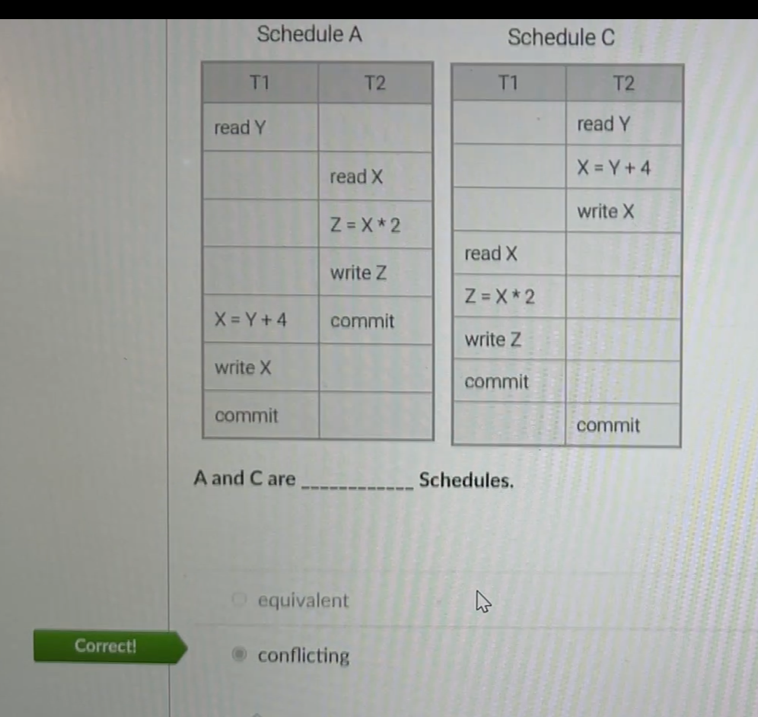 Schedule A
T1 T2
read Y
read X
Z = X * 2
write Z
X = Y + 4 commit
write X
commit
Schedule C
T1 T2
read Y
X = Y + 4
write X
read X
Z = X * 2
write Z
commit
commit
A and C are ____________ Schedules.
equivalent
Correct!
conflicting